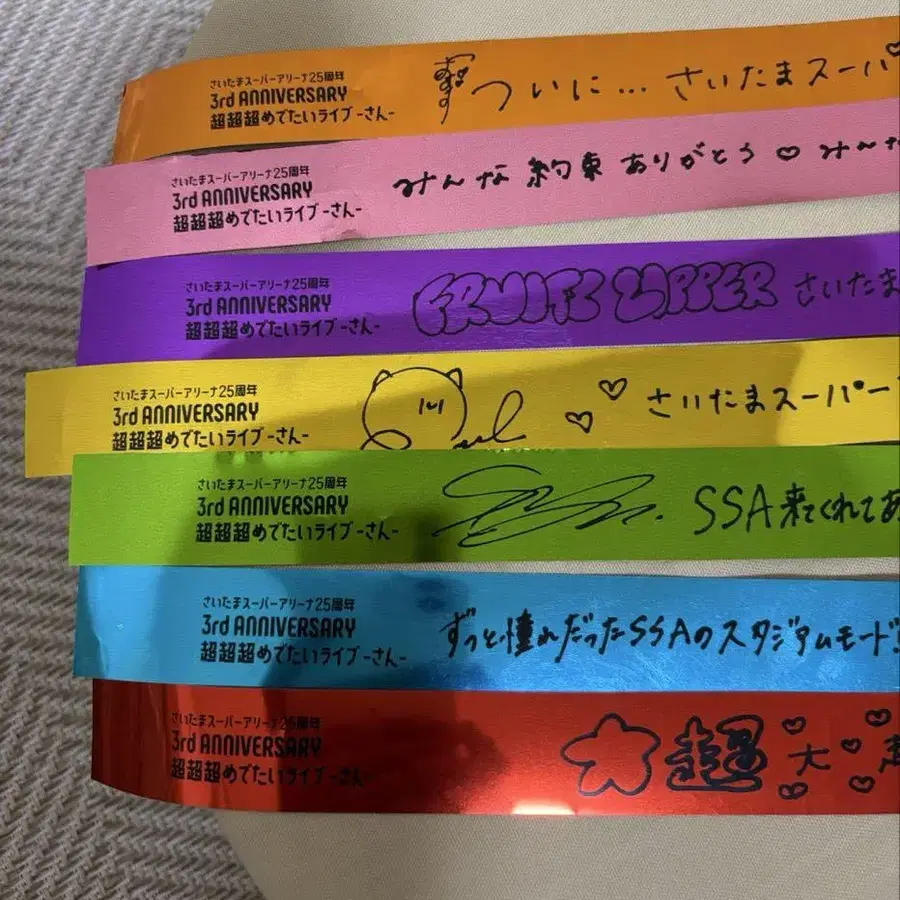 さいたまスーパーアリーナ25周年
3rd ANNIVERSARY
超超超めでたいライブ-さん-
ついに... さいたまスーパ
さいたまスーパーアリーナ25周年
3rd ANNIVERSARY
超超超めでたいライブ-さん-
みんな 約束 ありがとう ♡ みん
さいたまスーパーアリーナ25周年
3rd ANNIVERSARY
超超超めでたいライブ-さん-
FRUITS ZIPPER さいたま
さいたまスーパーアリーナ25周年
3rd ANNIVERSARY
超超超めでたいライブ-さん-
さいたまスーパー
さいたまスーパーアリーナ25周年
3rd ANNIVERSARY
超超超めでたいライブ-さん-
SSA来てくれてあ
さいたまスーパーアリーナ25周年
3rd ANNIVERSARY
超超超めでたいライブ-さん-
ずっと憧れだったSSAのスタジアムモード!
さいたまスーパーアリーナ25周年
3rd ANNIVERSARY
超超超めでたいライブ-さん-
超 大